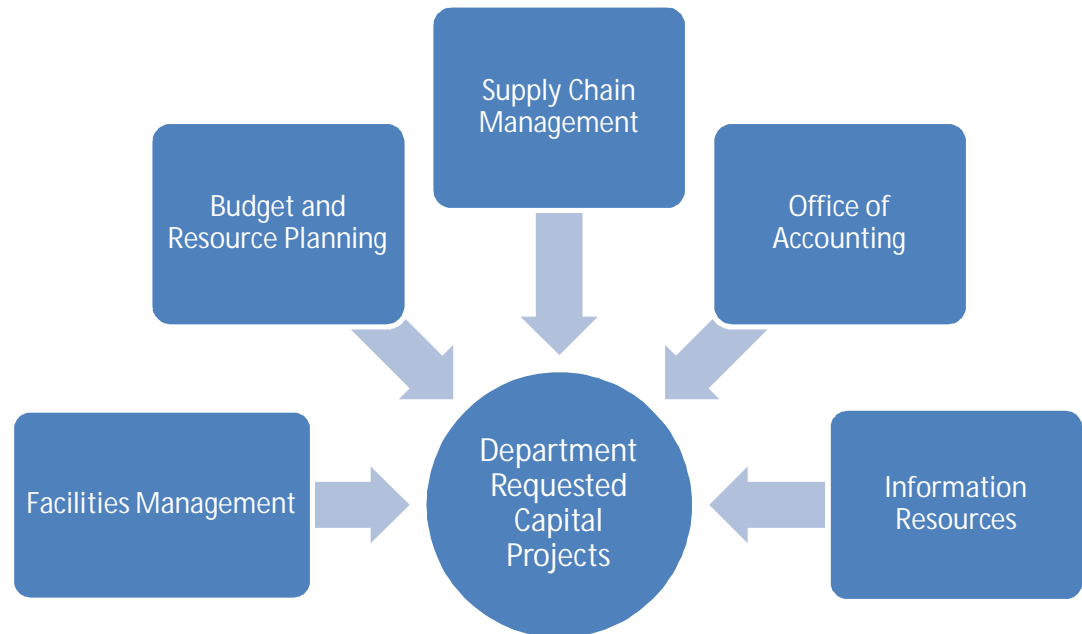 Supply Chain
Management
Budget and
Resource Planning
Office of
Accounting
Facilities Management
Department
Requested
Capital
Projects
Information
Resources